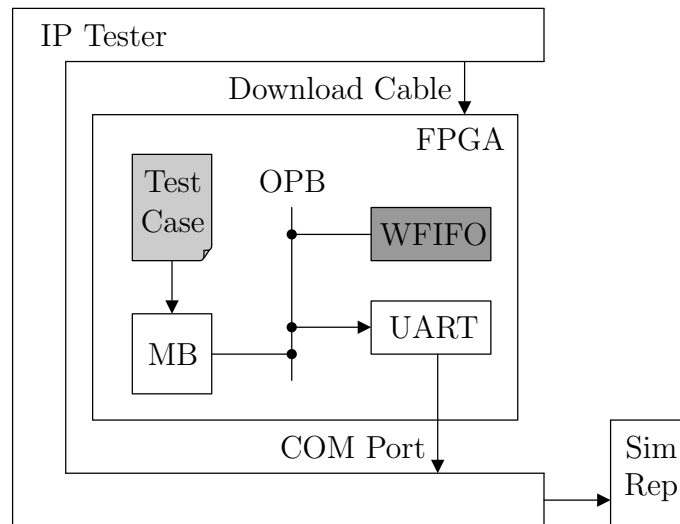 IP Tester
Download Cable
FPGA
Test
Case
OPB
WFIFO
UART
MB
COM Port
Sim
Rep